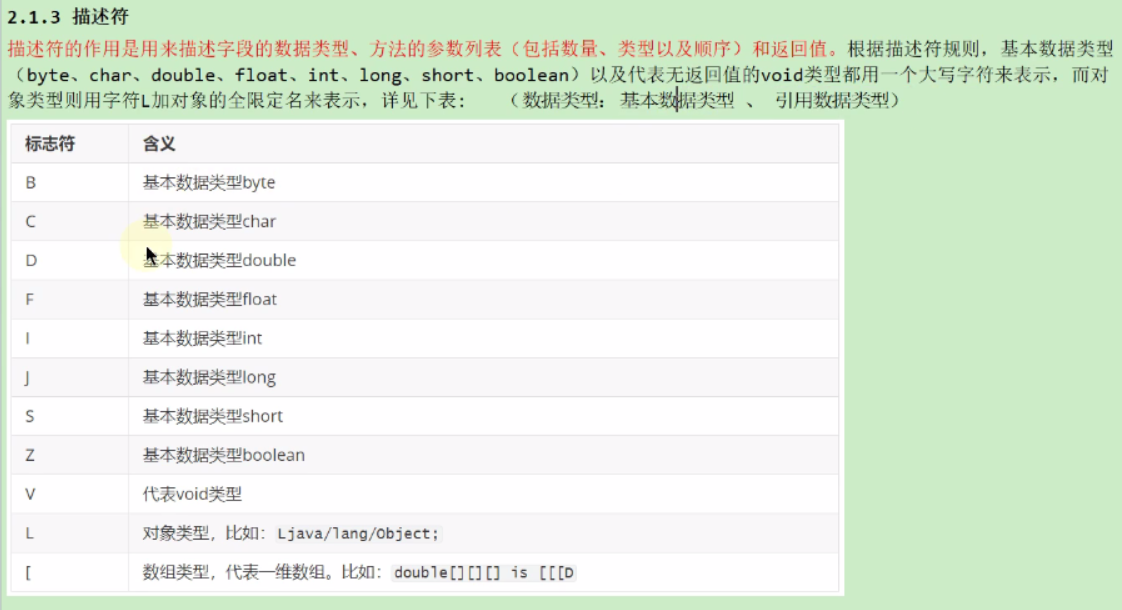 2.1.3 描述符
描述符的作用是用来描述字段的数据类型、方法的参数列表（包括数量、类型以及顺序）和返回值。根据描述符规则，基本数据类型
（byte、char、double、float、int、long、short、boolean）以及代表无返回值的void类型都用一个大写字符来表示，而对
象类型则用字符L加对象的全限定名来表示，详见下表： （数据类型：基本数据类型 、 引用数据类型）
标志符 含义
B 基本数据类型byte
C 基本数据类型char
D 基本数据类型double
F 基本数据类型float
I 基本数据类型int
J 基本数据类型long
S 基本数据类型short
Z 基本数据类型boolean
V 代表void类型
L 对象类型，比如：Ljava/lang/Object;
[ 数组类型，代表一维数组。比如：double[][][] is [[[D